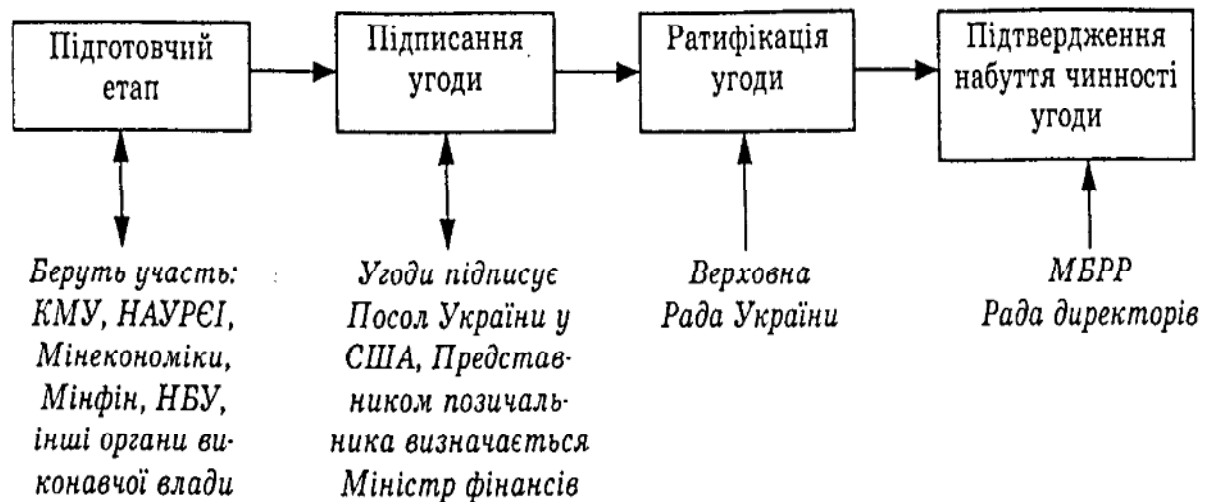 Підготовчий
етап
Підписання
угоди
Ратифікація
угоди
Підтвердження
набуття чинності
угоди
Беруть участь:
КМУ, НАУРЄІ,
Мінекономіки,
Мінфін, НБУ,
інші органи ви-
конавчої влади
Угоди підписує
Посол України у
США, Представ-
ником позичаль-
ника визначається
Міністр фінансів
Верховна
Рада України
МБРР
Рада директорів